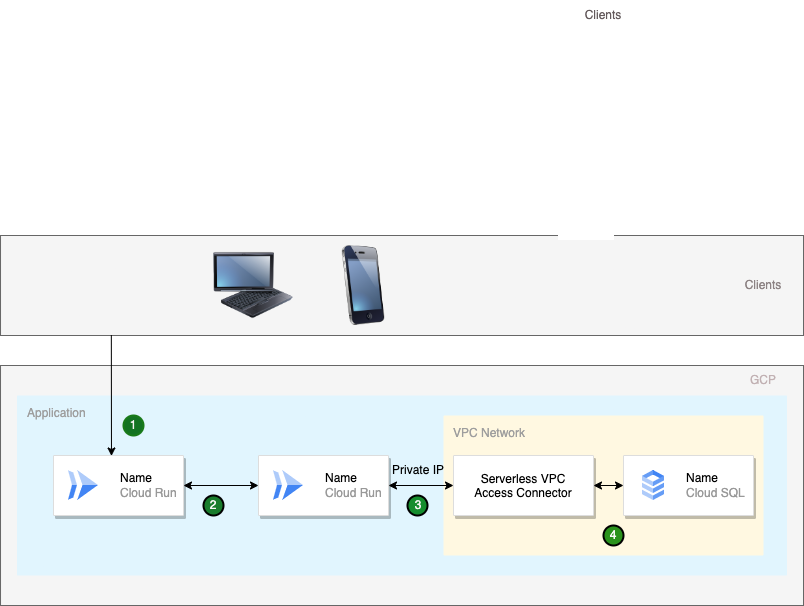 Clients
Clients
GCP
Application
1
VPC Network
Name
Cloud Run
2
Name
Cloud Run
Private IP
3
Serverless VPC
Access Connector
Name
Cloud SQL
4